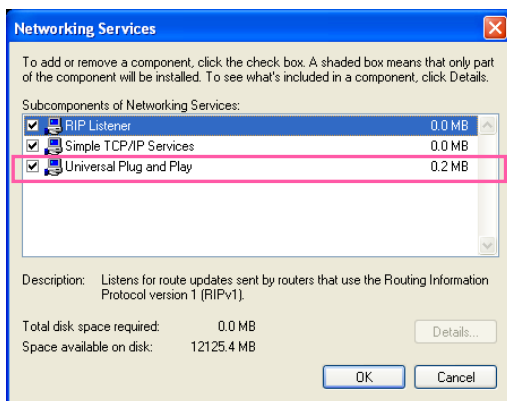 Networking Services
To add or remove a component, click the check box. A shaded box means that only part
of the component will be installed. To see what's included in a component, click Details.
Subcomponents of Networking Services:
RIP Listener 0.0 MB
Simple TCP/IP Services 0.0 MB
Universal Plug and Play 0.2 MB
Description: Listens for route updates sent by routers that use the Routing Information
Protocol version 1 (RIPv1).
Total disk space required: 0.0 MB
Details...
Space available on disk: 12125.4 MB
OK Cancel